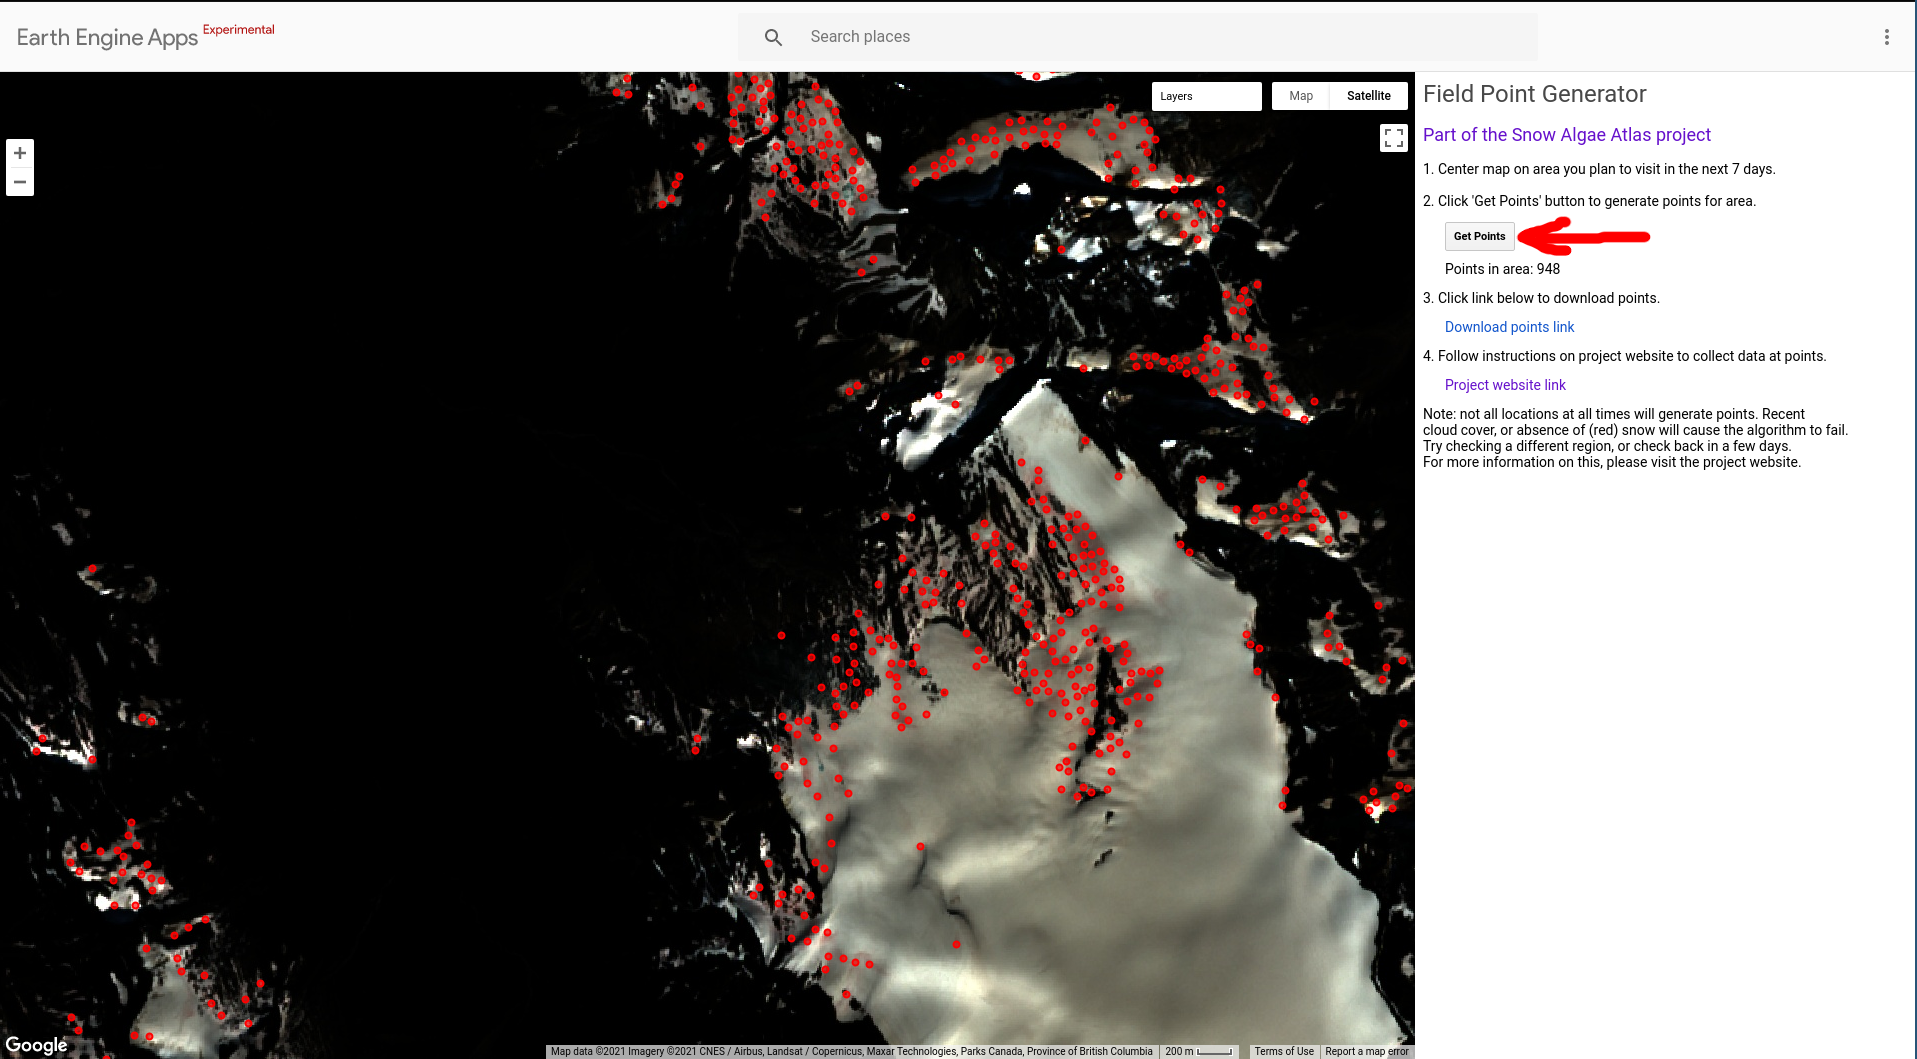 Earth Engine Apps Experimental
Search places
Layers
Map Satellite
Field Point Generator
Part of the Snow Algae Atlas project
1. Center map on area you plan to visit in the next 7 days.
2. Click 'Get Points' button to generate points for area.
Get Points
Points in area: 948
3. Click link below to download points.
Download points link
4. Follow instructions on project website to collect data at points.
Project website link
Note: not all locations at all times will generate points. Recent
cloud cover, or absence of (red) snow will cause the algorithm to fail.
Try checking a different region, or check back in a few days.
For more information on this, please visit the project website.
Google
Map data ©2021 Imagery ©2021 CNES / Airbus, Landsat / Copernicus, Maxar Technologies, Parks Canada, Province of British Columbia 200 m Terms of Use Report a map error